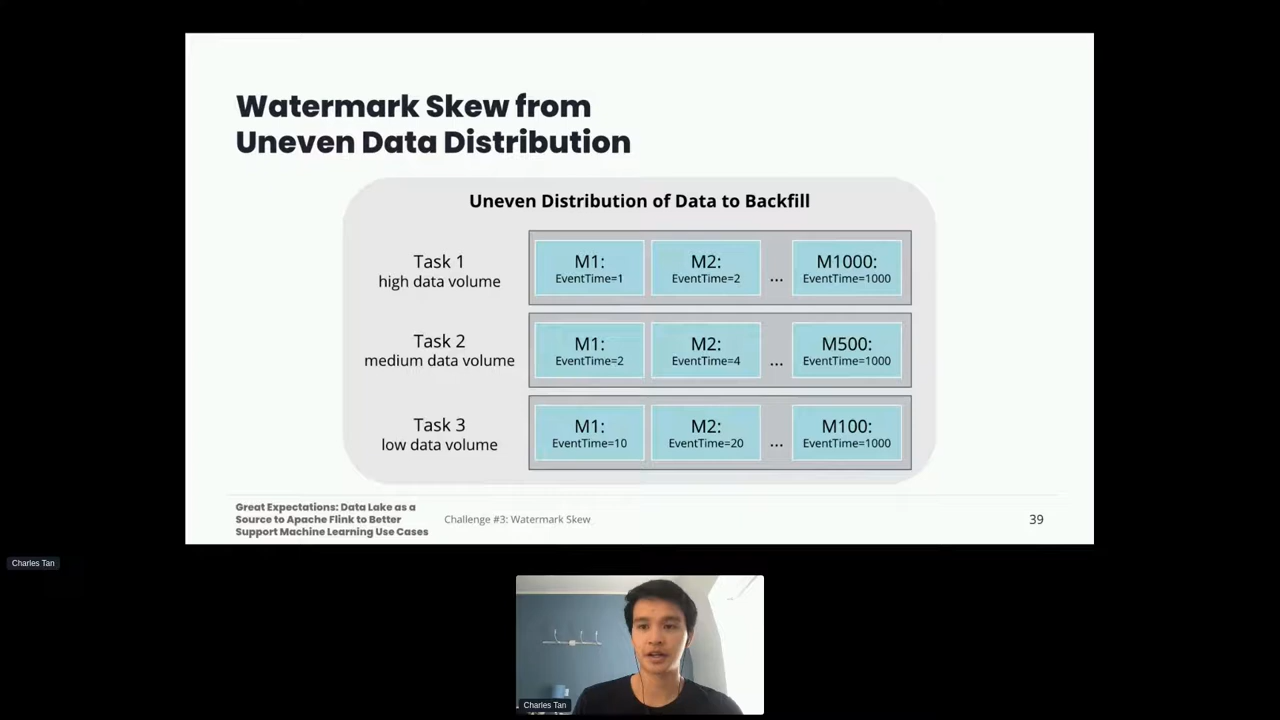 Watermark Skew from
Uneven Data Distribution
Uneven Distribution of Data to Backfill
Task 1
high data volume
M1:
EventTime=1
M2:
EventTime=2
...
M1000:
EventTime=1000
Task 2
medium data volume
M1:
EventTime=2
M2:
EventTime=4
...
M500:
EventTime=1000
Task 3
low data volume
M1:
EventTime=10
M2:
EventTime=20
...
M100:
EventTime=1000
Great Expectations: Data Lake as a
Source to Apache Flink to Better
Support Machine Learning Use Cases
Challenge #3: Watermark Skew
39
Charles Tan
Charles Tan